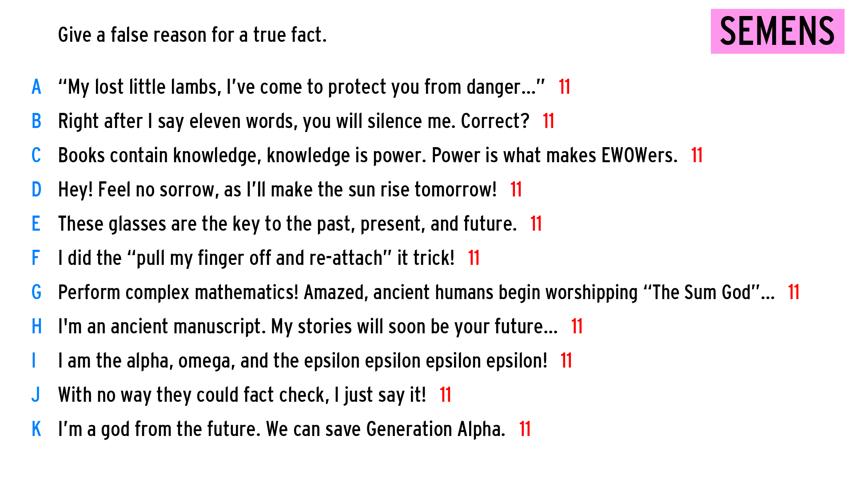 Give a false reason for a true fact.
SEMENS
A “My lost little lambs, I’ve come to protect you from danger...” 11
B Right after I say eleven words, you will silence me. Correct? 11
C Books contain knowledge, knowledge is power. Power is what makes EWOWers. 11
D Hey! Feel no sorrow, as I’ll make the sun rise tomorrow! 11
E These glasses are the key to the past, present, and future. 11
F I did the “pull my finger off and re-attach” it trick! 11
G Perform complex mathematics! Amazed, ancient humans begin worshipping “The Sum God”... 11
H I'm an ancient manuscript. My stories will soon be your future... 11
I I am the alpha, omega, and the epsilon epsilon epsilon epsilon! 11
J With no way they could fact check, I just say it! 11
K I’m a god from the future. We can save Generation Alpha. 11